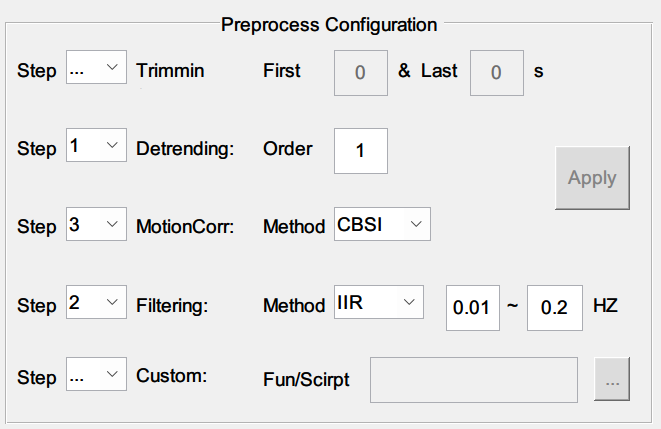 Preprocess Configuration
Step ... Trimmin First 0 & Last 0 s
Step 1 Detrending: Order 1
Apply
Step 3 MotionCorr: Method CBSI
Step 2 Filtering: Method IIR 0.01 ~ 0.2 HZ
Step ... Custom: Fun/Scirpt ...